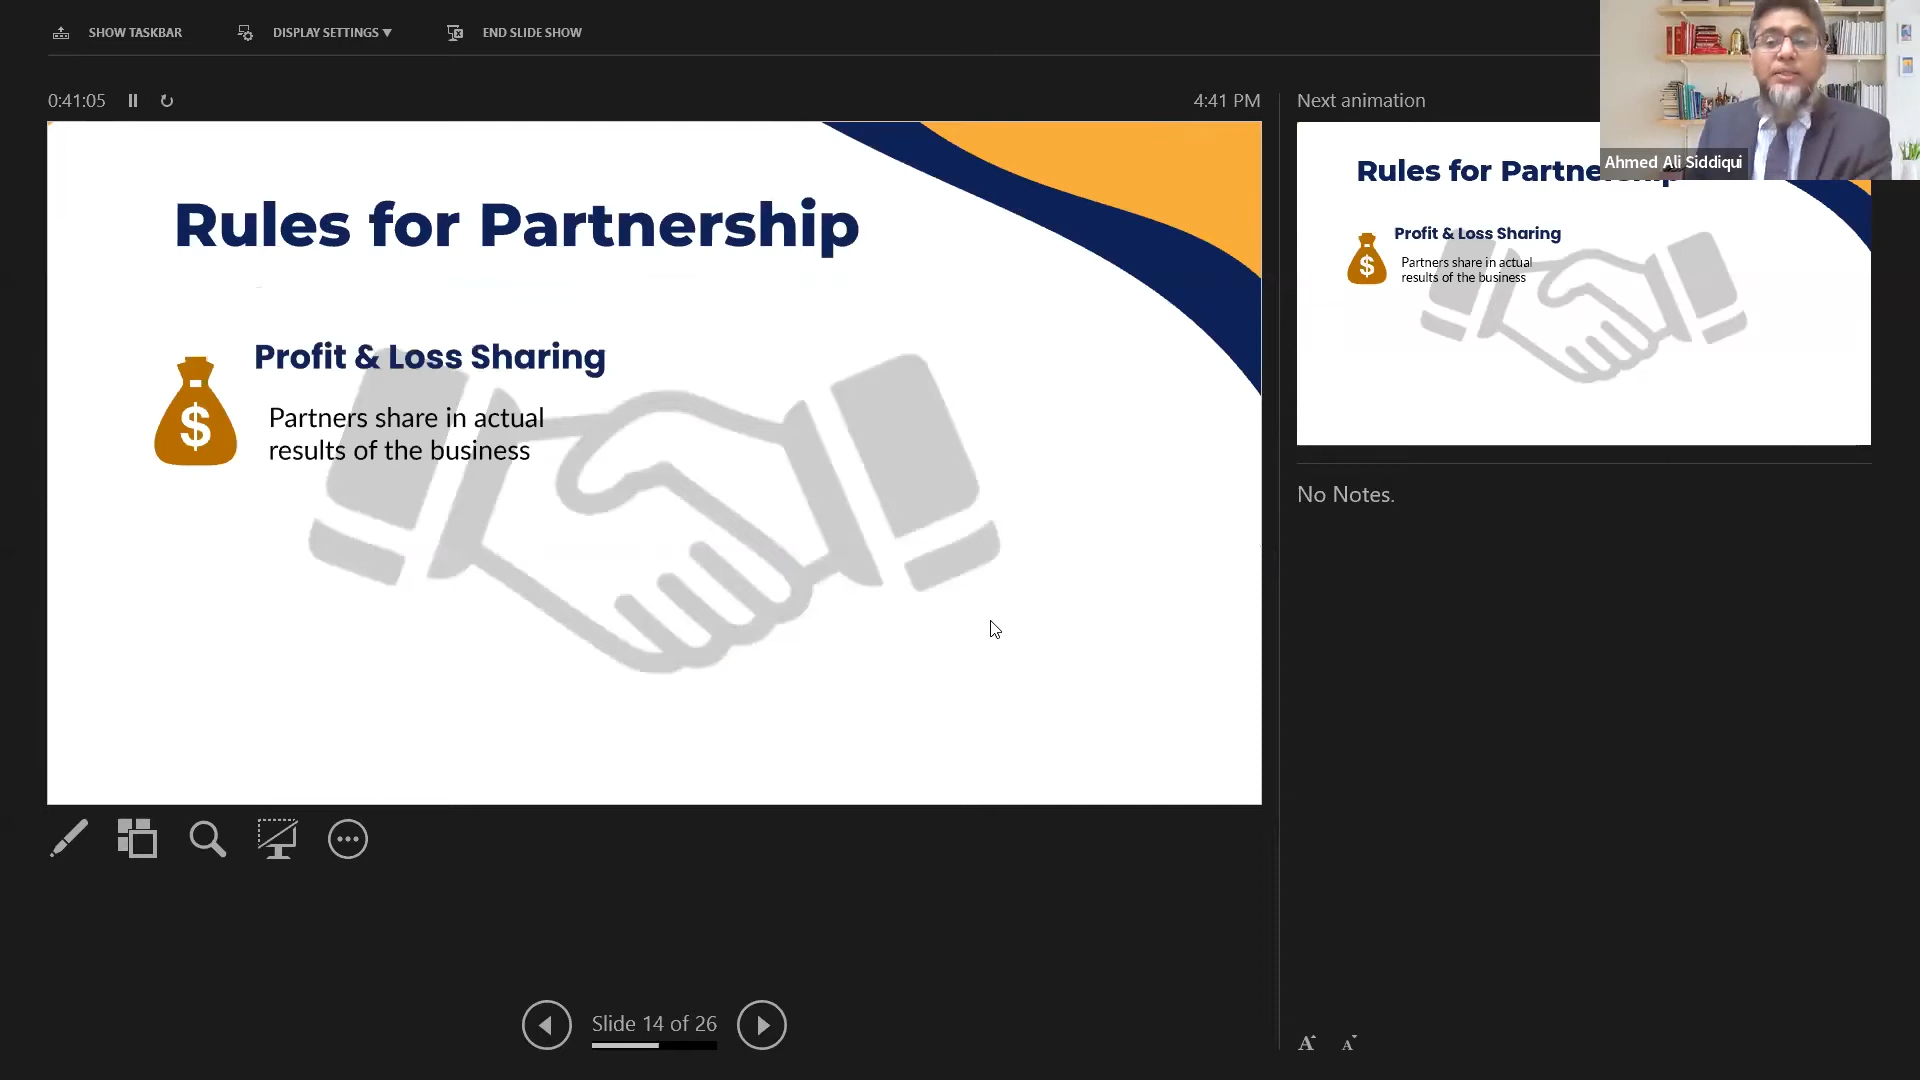 SHOW TASKBAR
DISPLAY SETTINGS ▼
END SLIDE SHOW
0:41:05
4:41 PM
Rules for Partnership
$
Profit & Loss Sharing
Partners share in actual
results of the business
Slide 14 of 26
Next animation
Ahmed Ali Siddiqui
Rules for Partnership
$
Profit & Loss Sharing
Partners share in actual
results of the business
No Notes.
A A